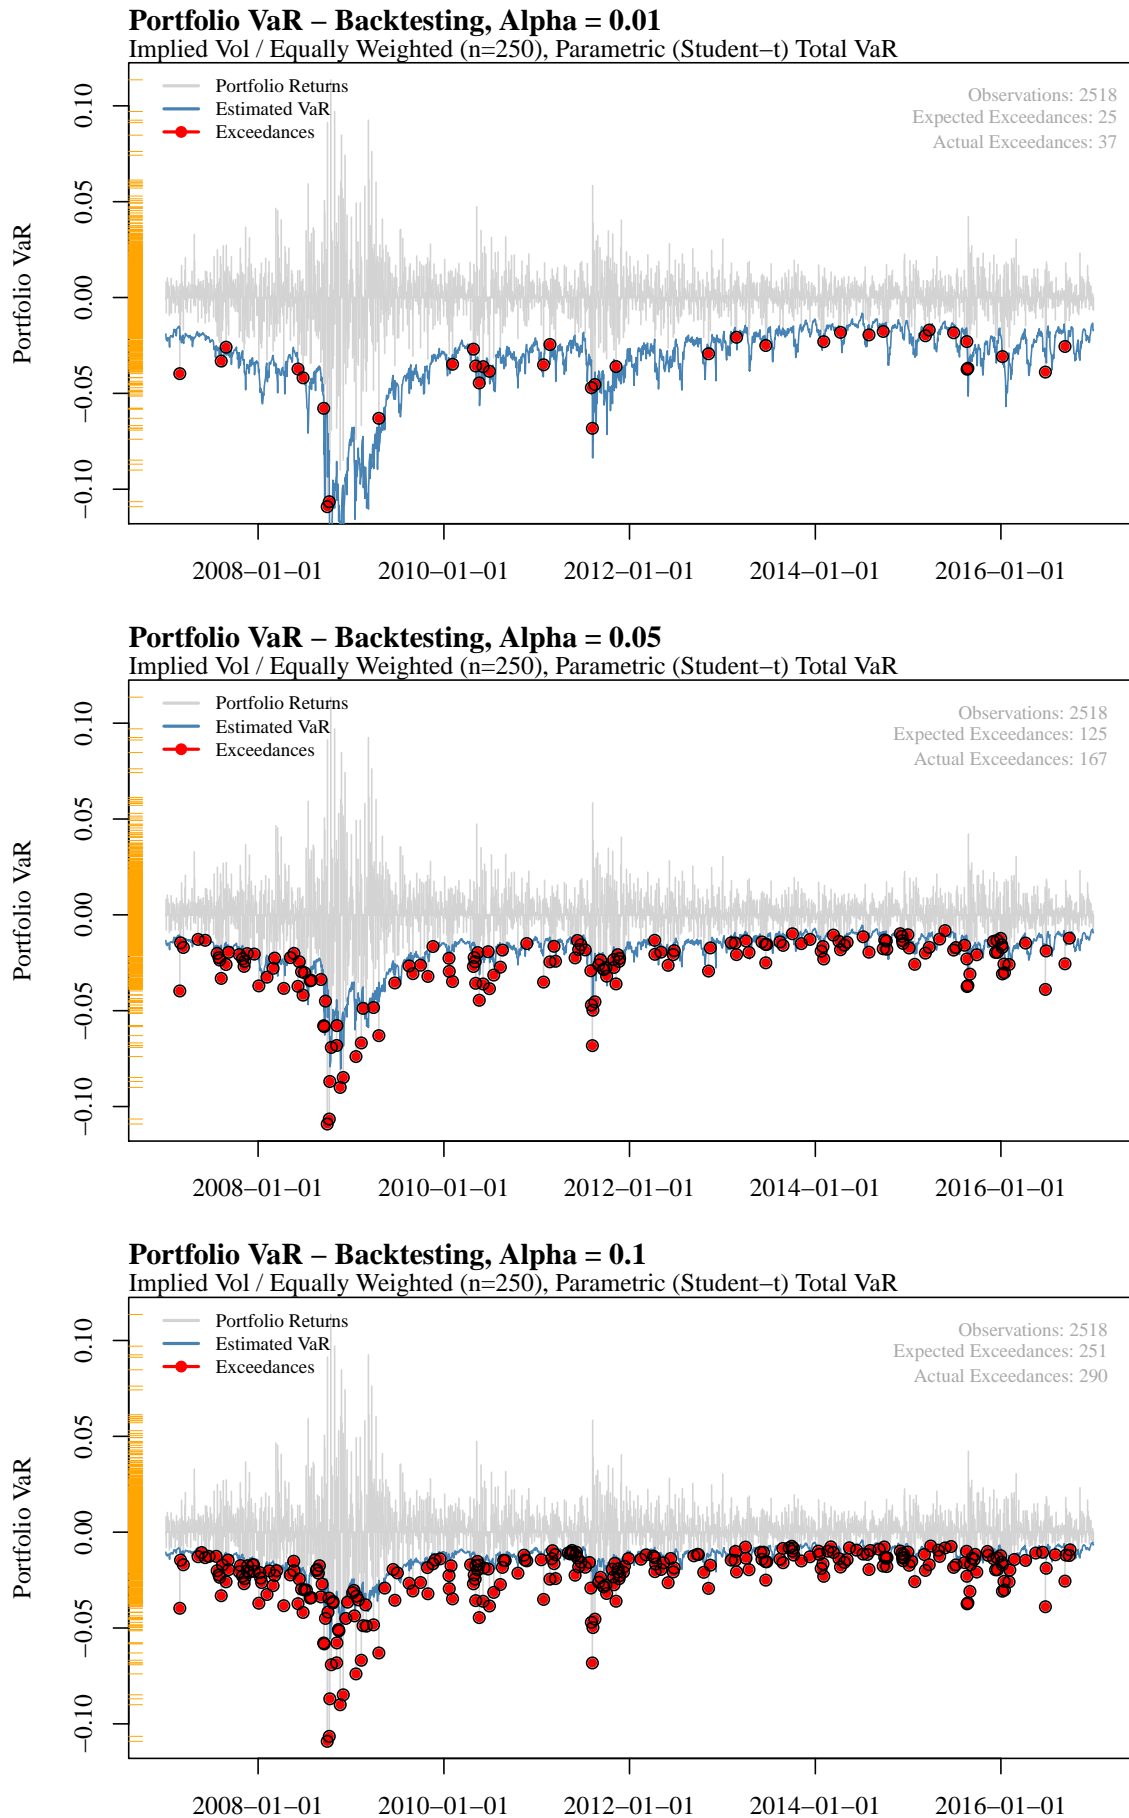 Portfolio VaR – Backtesting, Alpha = 0.01
Implied Vol / Equally Weighted (n=250), Parametric (Student−t) Total VaR
Portfolio Returns
Estimated VaR
Exceedances
Observations: 2518
Expected Exceedances: 25
Actual Exceedances: 37
Portfolio VaR
0.10
0.05
0.00
−0.05
−0.10
2008−01−01 2010−01−01 2012−01−01 2014−01−01 2016−01−01
Portfolio VaR – Backtesting, Alpha = 0.05
Implied Vol / Equally Weighted (n=250), Parametric (Student−t) Total VaR
Portfolio Returns
Estimated VaR
Exceedances
Observations: 2518
Expected Exceedances: 125
Actual Exceedances: 167
Portfolio VaR
0.10
0.05
0.00
−0.05
−0.10
2008−01−01 2010−01−01 2012−01−01 2014−01−01 2016−01−01
Portfolio VaR – Backtesting, Alpha = 0.1
Implied Vol / Equally Weighted (n=250), Parametric (Student−t) Total VaR
Portfolio Returns
Estimated VaR
Exceedances
Observations: 2518
Expected Exceedances: 251
Actual Exceedances: 290
Portfolio VaR
0.10
0.05
0.00
−0.05
−0.10
2008−01−01 2010−01−01 2012−01−01 2014−01−01 2016−01−01